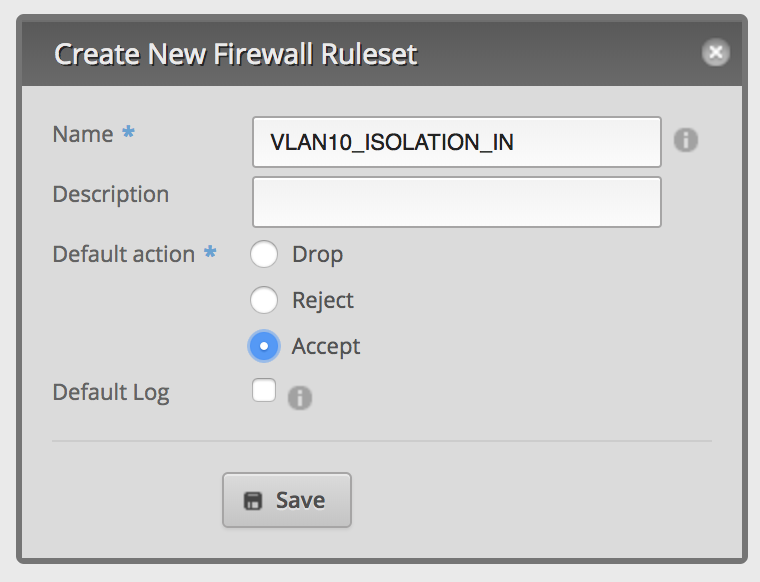 Create New Firewall Ruleset
Name *
VLAN10_ISOLATION_IN
Description
Default action *
Drop
Reject
Accept
Default Log
Save